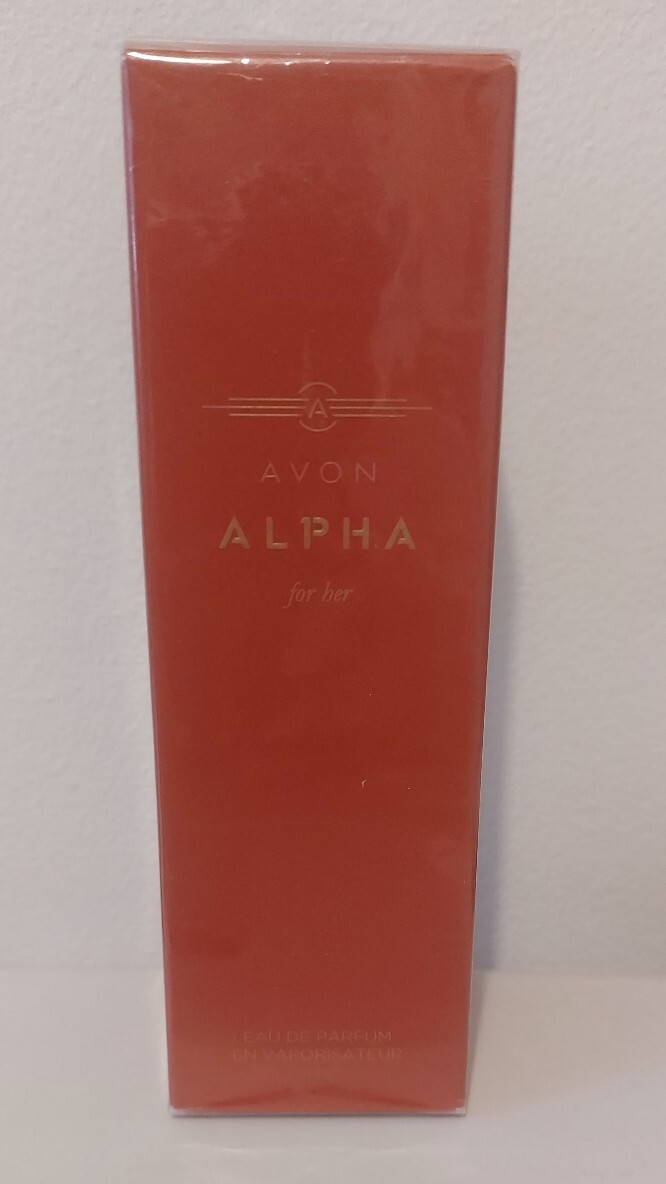 A
AVON
ALPHA
for her
EAU DE PARFUM
EN VAPORISATEUR